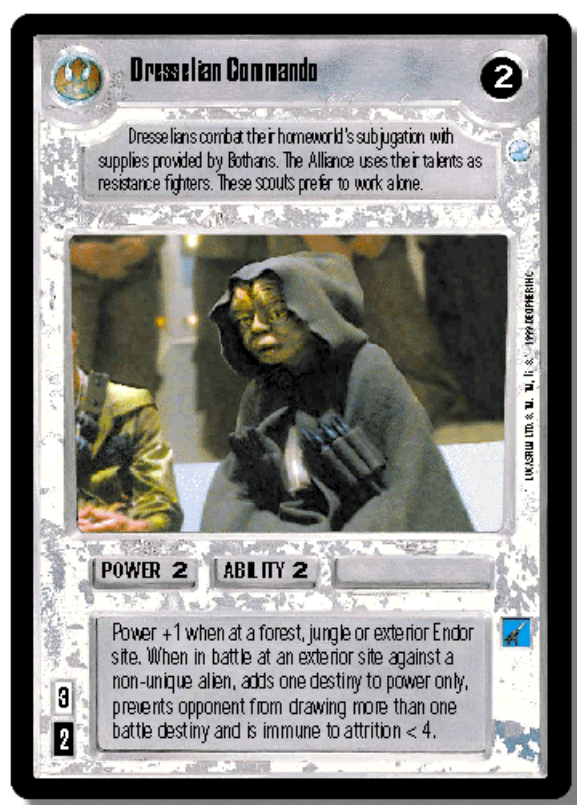 Dresselian Commando
2
Dresselians combat their homeworld's subjugation with
supplies provided by Bothans. The Alliance uses their talents as
resistance fighters. These scouts prefer to work alone.
POWER 2
ABILITY 2
Power +1 when at a forest, jungle or exterior Endor
site. When in battle at an exterior site against a
non-unique alien, adds one destiny to power only,
prevents opponent from drawing more than one
battle destiny and is immune to attrition < 4.
3
2